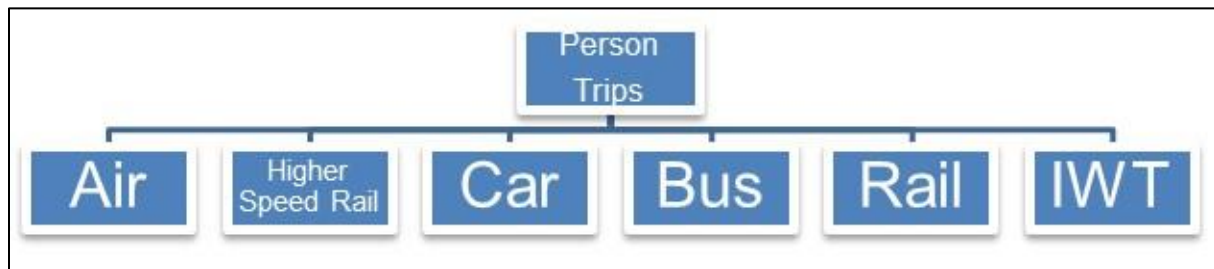 Person
Trips
Air
Higher
Speed Rail
Car
Bus
Rail
IWT